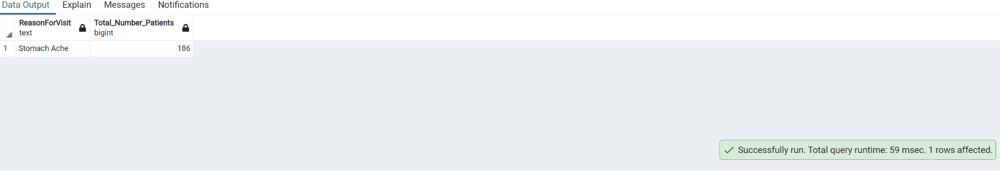 Data Output Explain Messages Notifications
ReasonForVisit Total_Number_Patients
text bigint
1 Stomach Ache 186
Successfully run. Total query runtime: 59 msec. 1 rows affected.